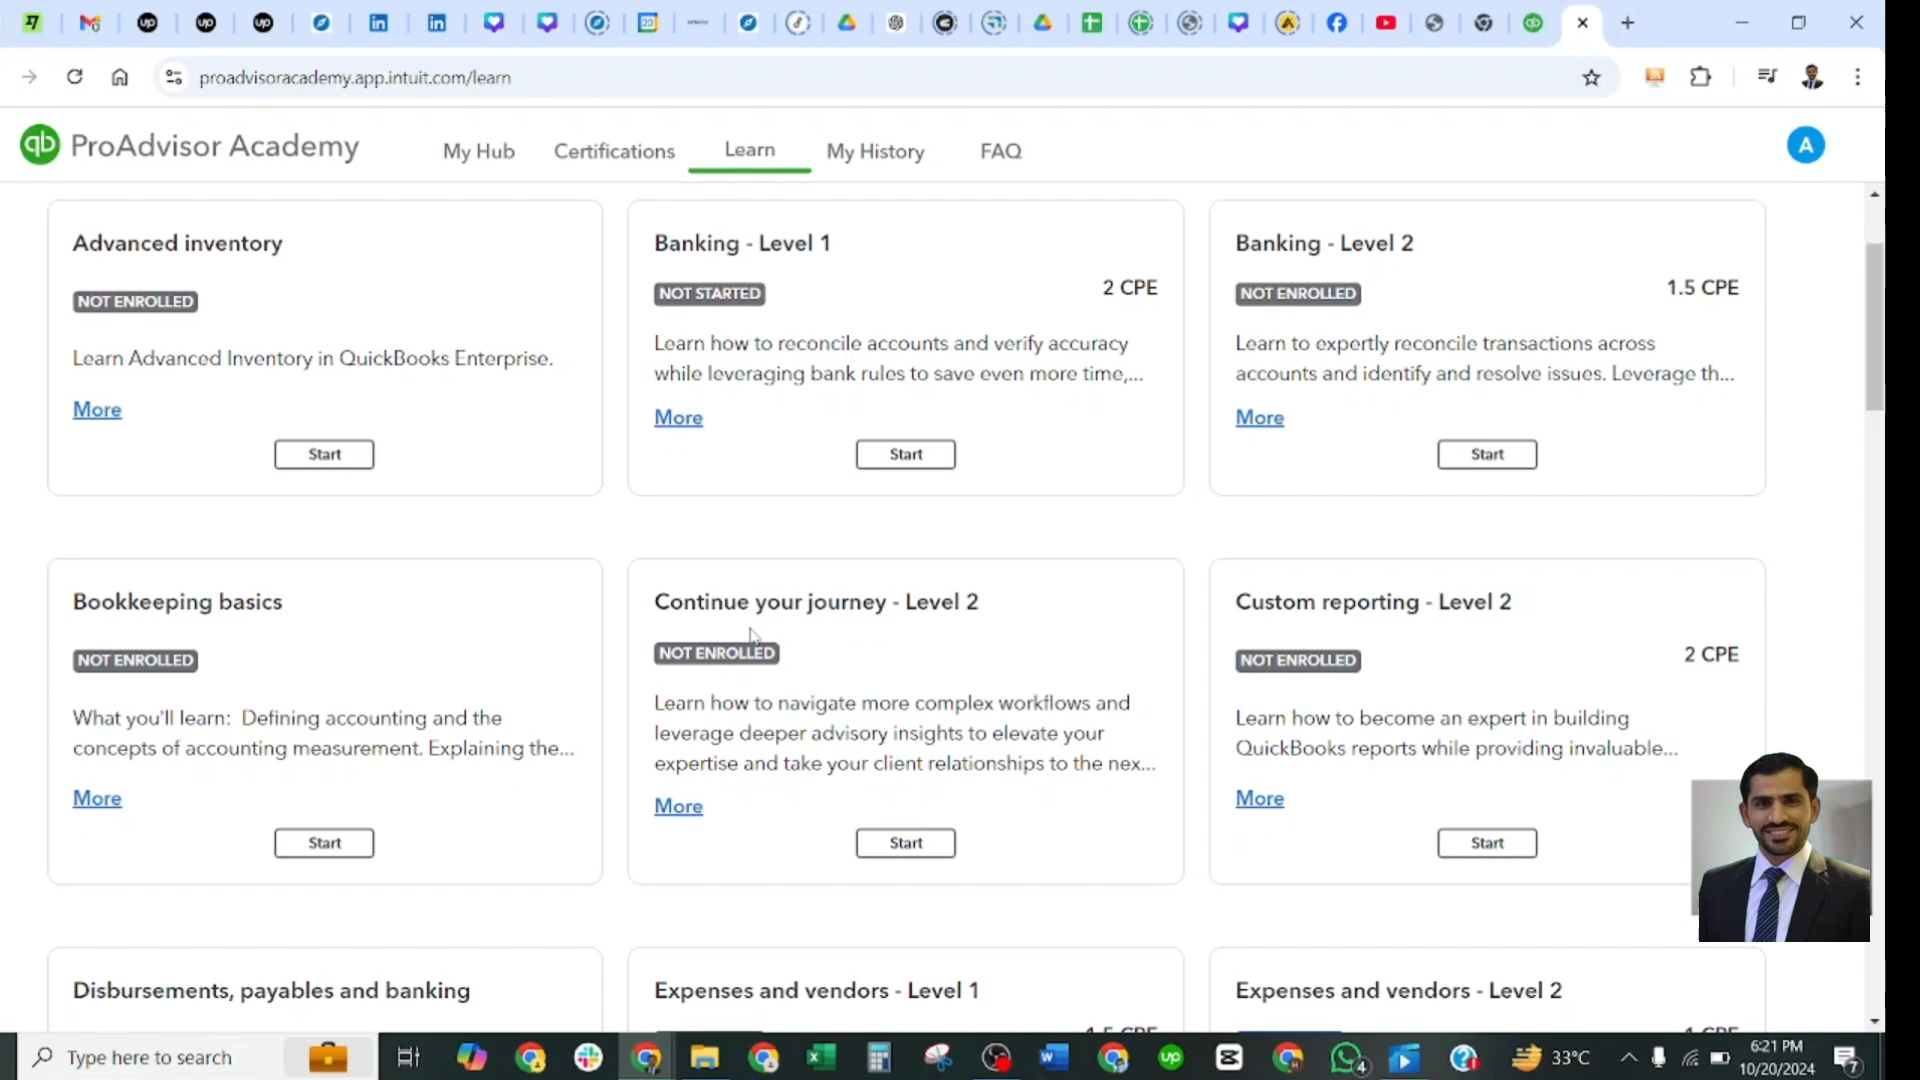 proadvisoracademy.app.intuit.com/learn
qb ProAdvisor Academy
My Hub
Certifications
Learn
My History
FAQ
A
Advanced inventory
NOT ENROLLED
Learn Advanced Inventory in QuickBooks Enterprise.
More
Start
Banking - Level 1
NOT STARTED
2 CPE
Learn how to reconcile accounts and verify accuracy
while leveraging bank rules to save even more time,...
More
Start
Banking - Level 2
NOT ENROLLED
1.5 CPE
Learn to expertly reconcile transactions across
accounts and identify and resolve issues. Leverage th...
More
Start
Bookkeeping basics
NOT ENROLLED
What you'll learn: Defining accounting and the
concepts of accounting measurement. Explaining the...
More
Start
Continue your journey - Level 2
NOT ENROLLED
Learn how to navigate more complex workflows and
leverage deeper advisory insights to elevate your
expertise and take your client relationships to the nex...
More
Start
Custom reporting - Level 2
NOT ENROLLED
2 CPE
Learn how to become an expert in building
QuickBooks reports while providing invaluable...
More
Start
Disbursements, payables and banking
Expenses and vendors - Level 1
1.5 CPE
Expenses and vendors - Level 2
1 CPE
Type here to search
4
33°C
6:21 PM
10/20/2024
7